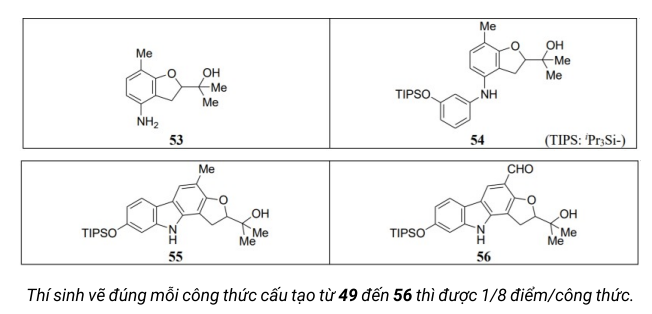 Me
O
OH
Me
Me
NH2
53
Me
O
OH
Me
Me
TIPSO
NH
54
(TIPS: ⁱPr₃Si-)
Me
O
OH
Me
Me
TIPSO
N
H
55
CHO
O
OH
Me
Me
TIPSO
N
H
56
Thí sinh vẽ đúng mỗi công thức cấu tạo từ 49 đến 56 thì được 1/8 điểm/công thức.